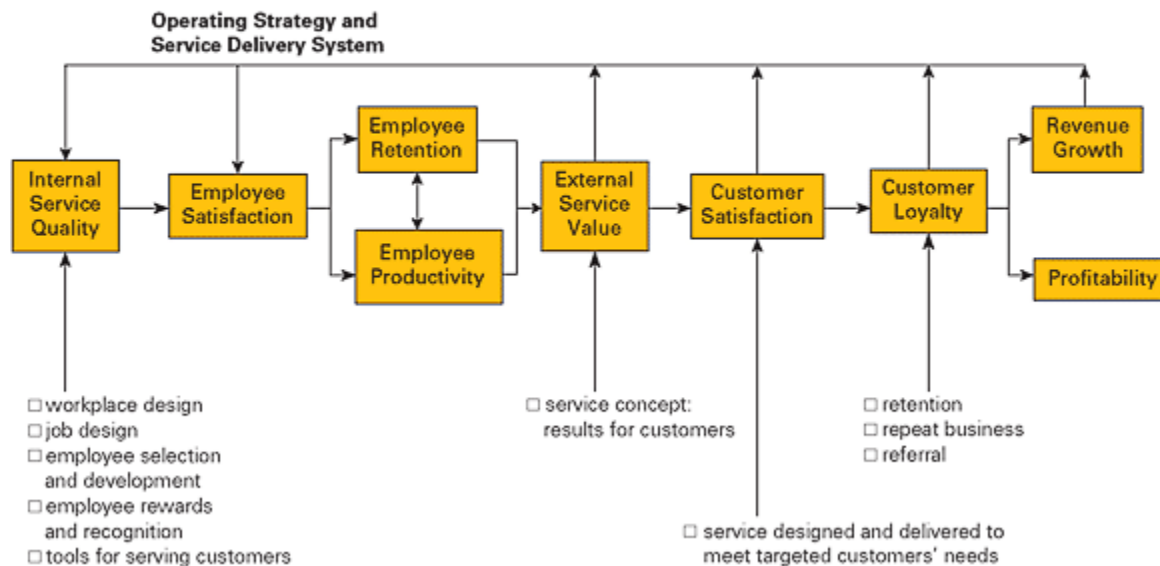 Operating Strategy and
Service Delivery System
Internal
Service
Quality
Employee
Satisfaction
Employee
Retention
Employee
Productivity
External
Service
Value
Customer
Satisfaction
Customer
Loyalty
Revenue
Growth
Profitability
workplace design
job design
employee selection
and development
employee rewards
and recognition
tools for serving customers
service concept:
results for customers
service designed and delivered to
meet targeted customers' needs
retention
repeat business
referral